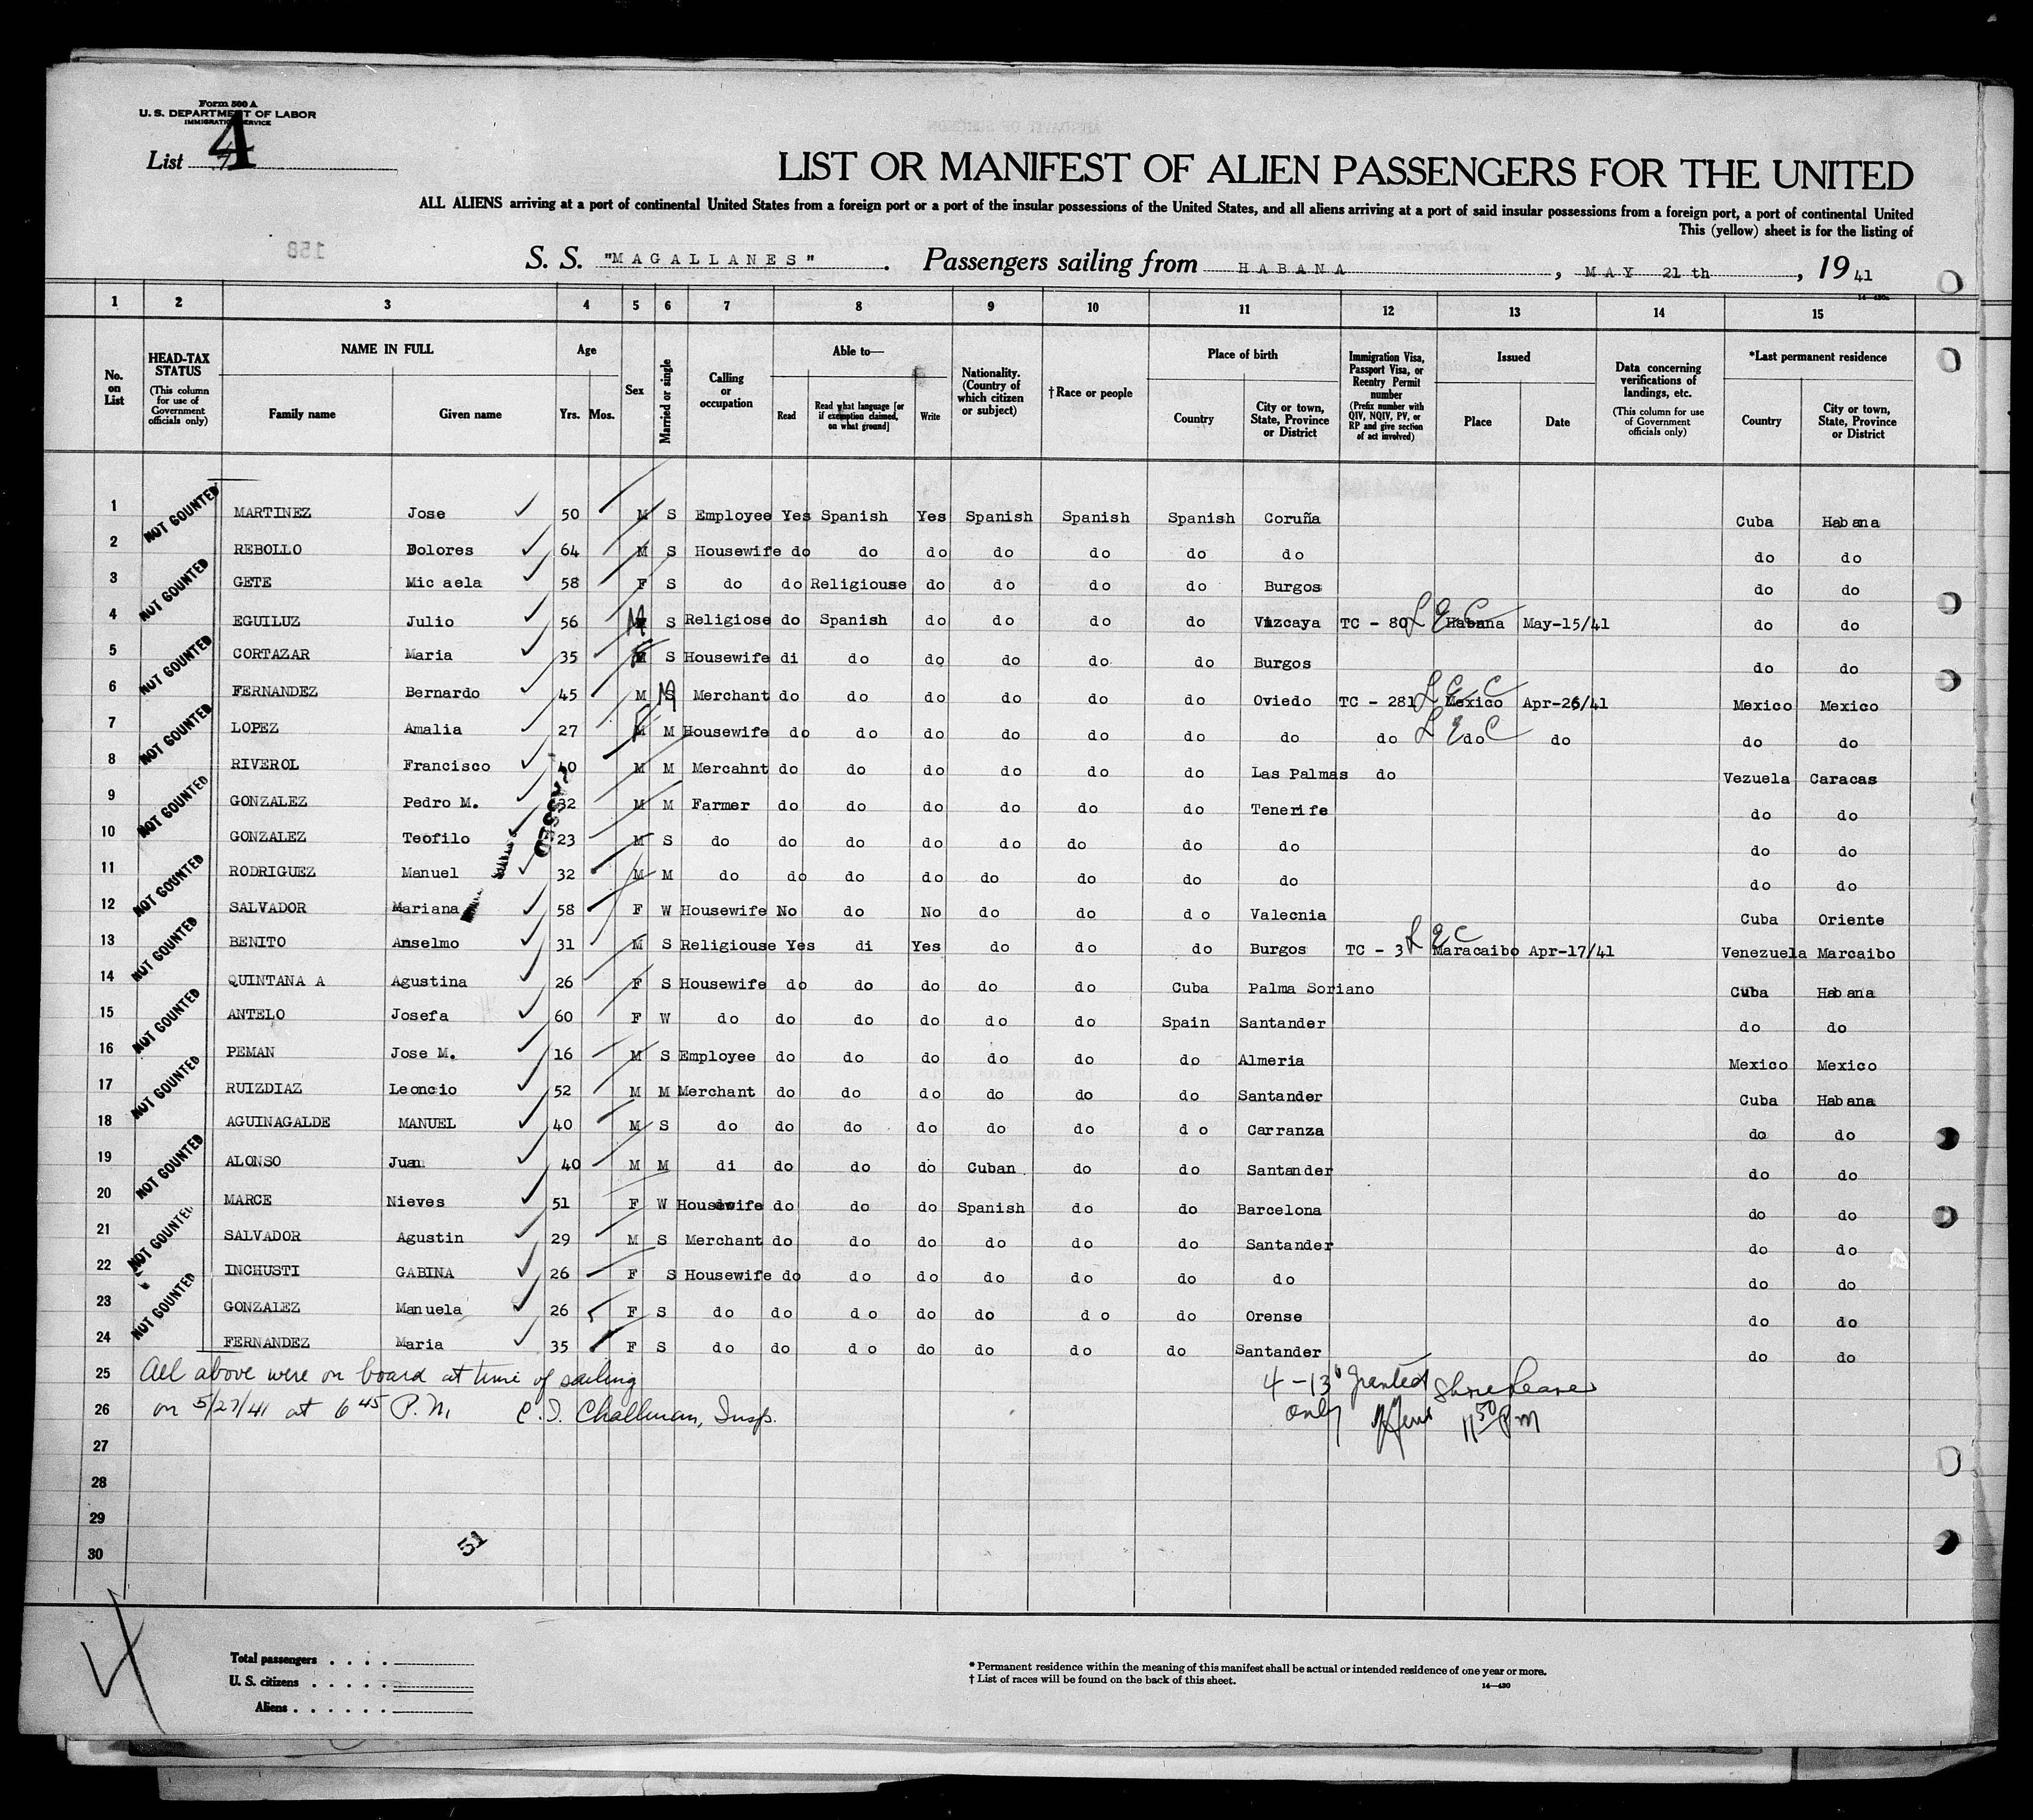 Form 500 A
U. S. DEPARTMENT OF LABOR
IMMIGRATION SERVICE
List 4
LIST OR MANIFEST OF ALIEN PASSENGERS FOR THE UNITED
ALL ALIENS arriving at a port of continental United States from a foreign port or a port of the insular possessions of the United States, and all aliens arriving at a port of said insular possessions from a foreign port, a port of continental United
This (yellow) sheet is for the listing of
158
S. S. "MAGALLANES". Passengers sailing from HABANA, MAY 21 th, 19 41
1 2 3 4 5 6 7 8 9 10 11 12 13 14 15
No. on List
HEAD-TAX STATUS (This column for use of Government officials only)
NAME IN FULL Family name Given name
Age Yrs. Mos.
Sex
Married or single
Calling or occupation
Able to— Read Read what language [or if exemption claimed, on what ground] Write
Nationality. (Country of which citizen or subject)
†Race or people
Place of birth Country City or town, State, Province or District
Immigration Visa, Passport Visa, or Reentry Permit number (Prefix number with QIV, NQIV, PV, or RP and give section of act involved)
Issued Place Date
Data concerning verifications of landings, etc. (This column for use of Government officials only)
*Last permanent residence Country City or town, State, Province or District
1 NOT COUNTED MARTINEZ Jose 50 M S Employee Yes Spanish Yes Spanish Spanish Spanish Coruña Cuba Habana
2 REBOLLO Dolores 64 M S Housewife do do do do do do do do do
3 NOT COUNTED GETE Micaela 58 F S do do Religiouse do do do do Burgos do do
4 EGUILUZ Julio 56 M S Religiose do Spanish do do do do Vizcaya TC - 80 L E C Habana May-15/41 do do
5 NOT COUNTED CORTAZAR Maria 35 F S Housewife di do do do do do Burgos do do
6 FERNANDEZ Bernardo 45 M M Merchant do do do do do do Oviedo TC - 281 L E C Mexico Apr-26/41 Mexico Mexico
7 NOT COUNTED LOPEZ Amalia 27 F M Housewife do do do do do do do do L E C do do do do
8 RIVEROL Francisco 40 M M Mercahnt do do do do do do Las Palmas do Vezuela Caracas
9 NOT COUNTED GONZALEZ Pedro M. 32 M M Farmer do do do do do do Tenerife do do
10 GONZALEZ Teofilo 23 M S do do do do do do do do do do
11 NOT COUNTED RODRIGUEZ Manuel 32 M M do do do do do do do do do do
12 SALVADOR Mariana 58 F W Housewife No do No do do do Valecnia Cuba Oriente
13 NOT COUNTED BENITO Anselmo 31 M S Religiouse Yes di Yes do do do Burgos TC - 3 L E C Maracaibo Apr-17/41 Venezuela Marcaibo
14 QUINTANA A Agustina 26 F S Housewife do do do do do Cuba Palma Soriano Cuba Habana
15 NOT COUNTED ANTELO Josefa 60 F W do do do do do do Spain Santander do do
16 PEMAN Jose M. 16 M S Employee do do do do do do Almeria Mexico Mexico
17 NOT COUNTED RUIZDIAZ Leoncio 52 M M Merchant do do do do do do Santander Cuba Habana
18 AGUINAGALDE MANUEL 40 M S do do do do do do do Carranza do do
19 NOT COUNTED ALONSO Juan 40 M M di do do do Cuban do do Santander do do
20 MARCE Nieves 51 F W Housewife do do do Spanish do do Barcelona do do
21 NOT COUNTED SALVADOR Agustin 29 M S Merchant do do do do do do Santander do do
22 INCHUSTI GABINA 26 F S Housewife do do do do do do do do do
23 NOT COUNTED GONZALEZ Manuela 26 F S do do do do do do do Orense do do
24 FERNANDEZ Maria 35 F S do do do do do do do Santander do do
25 All above were on board at time of sailing 4-13 granted Shore leave
26 on 5/27/41 at 6 45 P.M. C. J. Challman, Insp. only 11 50 PM
27
28
29
30
51
4
Total passengers . . . .
U. S. citizens . . . . .
Aliens . . . . . .
* Permanent residence within the meaning of this manifest shall be actual or intended residence of one year or more.
† List of races will be found on the back of this sheet.
14—430